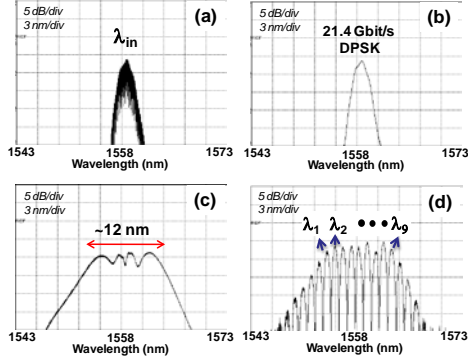 5 dB/div
3 nm/div
(a)
λin
1543
1558
1573
Wavelength (nm)
5 dB/div
3 nm/div
(b)
21.4 Gbit/s
DPSK
1543
1558
1573
Wavelength (nm)
5 dB/div
3 nm/div
(c)
~12 nm
1543
1558
1573
Wavelength (nm)
5 dB/div
3 nm/div
(d)
λ1 λ2 ••• λ9
1543
1558
1573
Wavelength (nm)